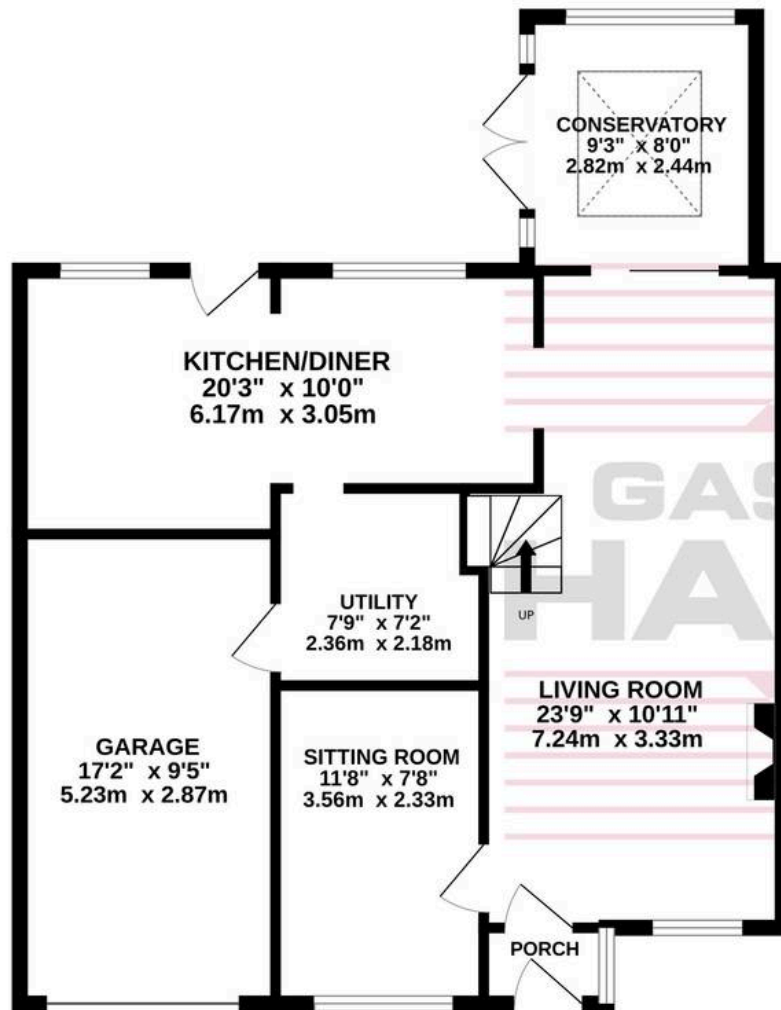 CONSERVATORY
9'3" x 8'0"
2.82m x 2.44m
KITCHEN/DINER
20'3" x 10'0"
6.17m x 3.05m
UTILITY
7'9" x 7'2"
2.36m x 2.18m
UP
LIVING ROOM
23'9" x 10'11"
7.24m x 3.33m
GARAGE
17'2" x 9'5"
5.23m x 2.87m
SITTING ROOM
11'8" x 7'8"
3.56m x 2.33m
PORCH